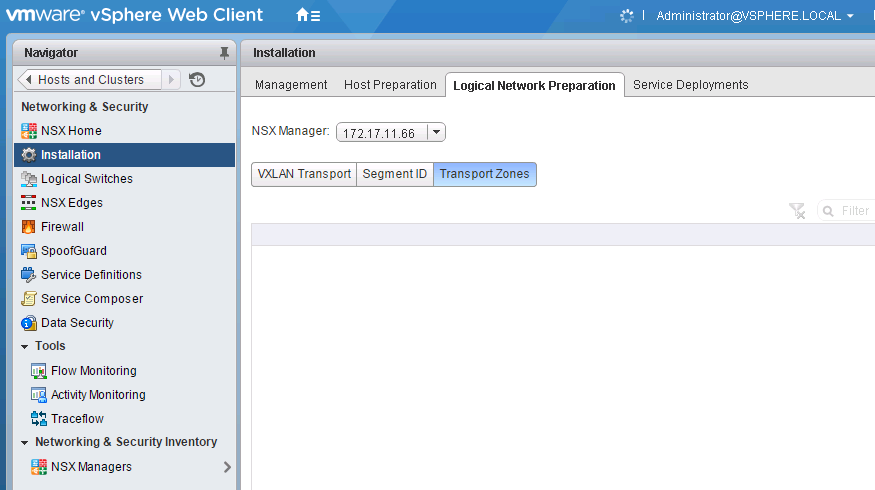 vmware® vSphere Web Client
Administrator@VSPHERE.LOCAL
Navigator
Hosts and Clusters
Networking & Security
NSX Home
Installation
Logical Switches
NSX Edges
Firewall
SpoofGuard
Service Definitions
Service Composer
Data Security
Tools
Flow Monitoring
Activity Monitoring
Traceflow
Networking & Security Inventory
NSX Managers
Installation
Management Host Preparation Logical Network Preparation Service Deployments
NSX Manager: 172.17.11.66
VXLAN Transport Segment ID Transport Zones
Filter